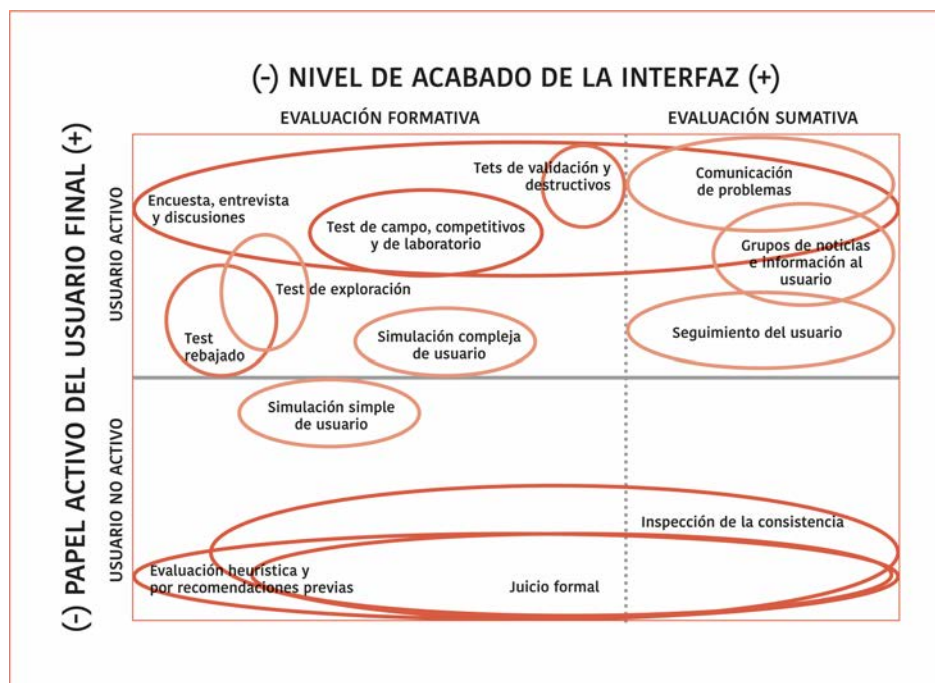 (-) NIVEL DE ACABADO DE LA INTERFAZ (+)
EVALUACIÓN FORMATIVA
EVALUACIÓN SUMATIVA
(-) PAPEL ACTIVO DEL USUARIO FINAL (+)
USUARIO ACTIVO
Tets de validación y
destructivos
Comunicación
de problemas
Encuesta, entrevista
y discusiones
Test de campo, competitivos
y de laboratorio
Grupos de noticias
e información al
usuario
Test de exploración
Test
rebajado
Simulación compleja
de usuario
Seguimiento del usuario
USUARIO NO ACTIVO
Simulación simple
de usuario
Inspección de la consistencia
Evaluación heurística y
por recomendaciones previas
Juicio formal